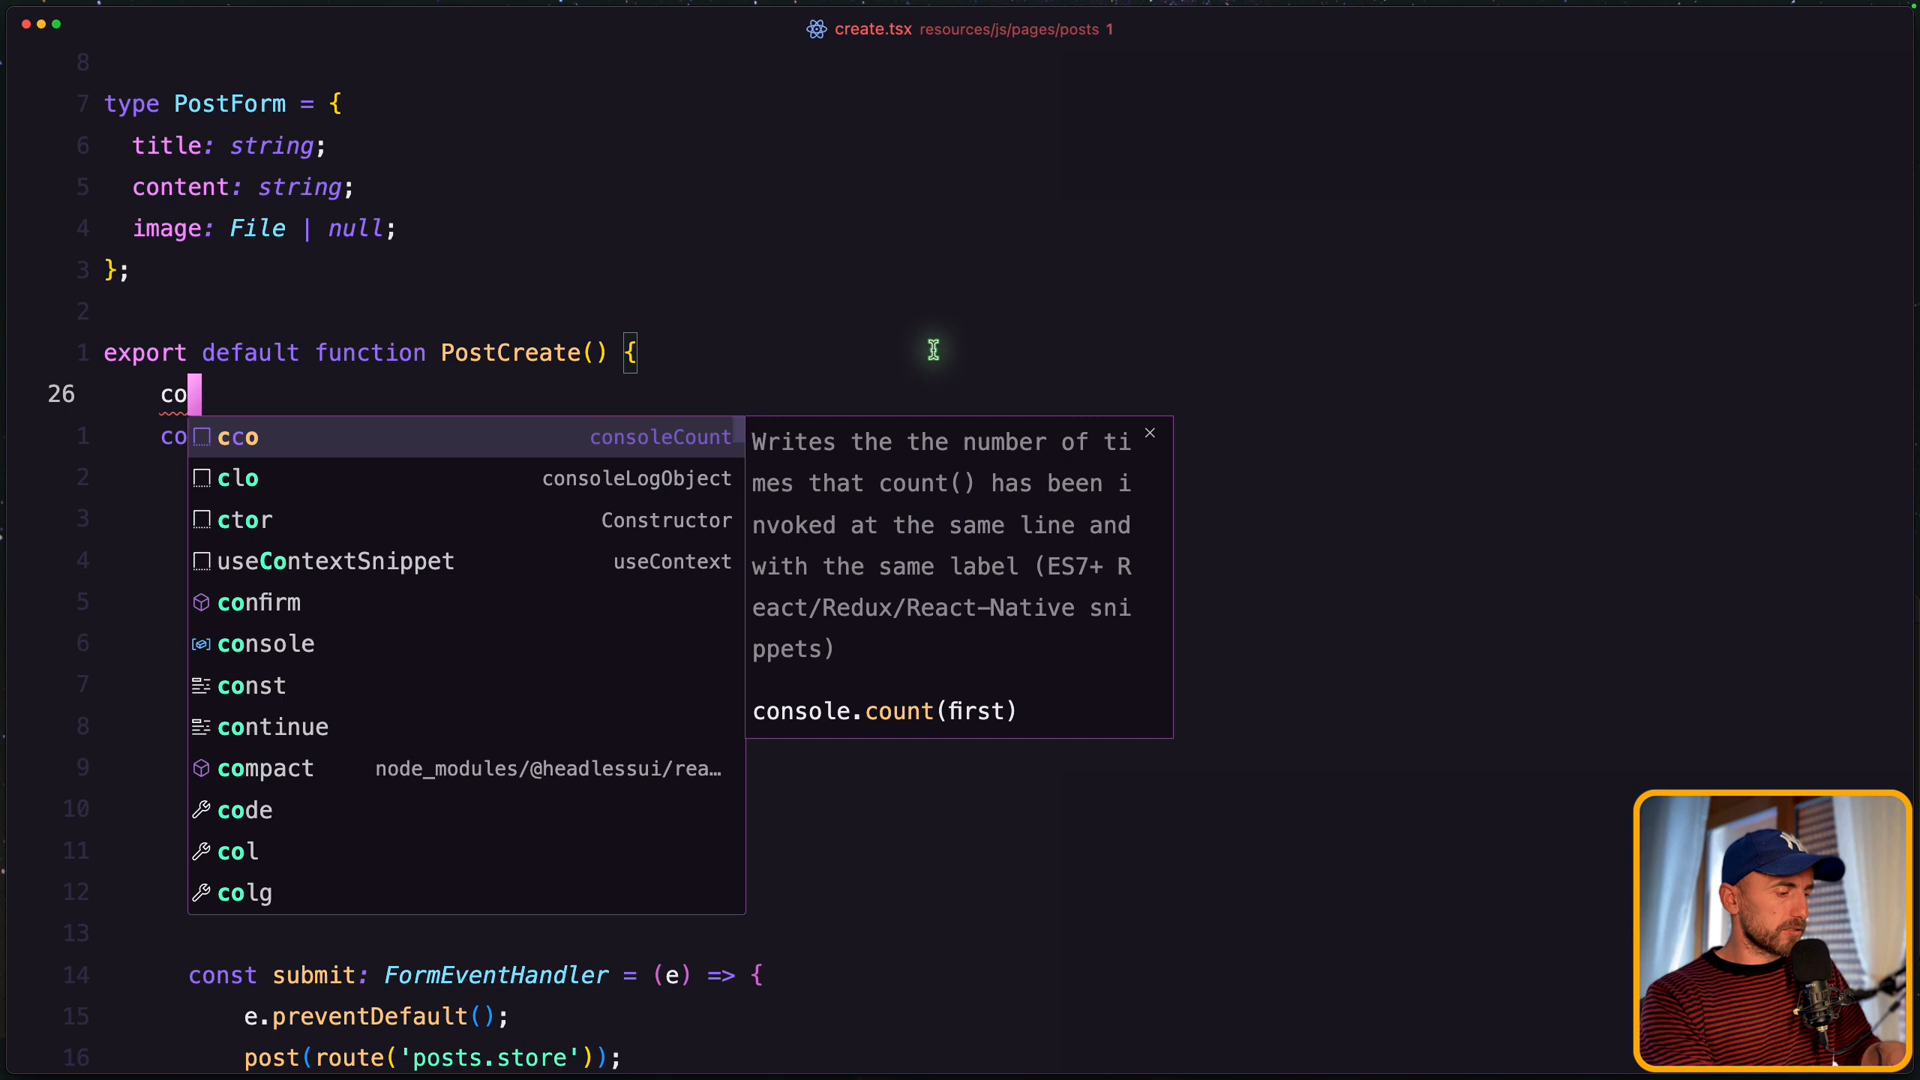 create.tsx resources/js/pages/posts 1
8
7 type PostForm = {
6 title: string;
5 content: string;
4 image: File | null;
3 };
2
1 export default function PostCreate() {
26 co
1 co
2
3
4
5
6
7
8
9
10
11
12
13
cco consoleCount
clo consoleLogObject
ctor Constructor
useContextSnippet useContext
confirm
console
const
continue
compact node_modules/@headlessui/rea…
code
col
colg
Writes the the number of ti
mes that count() has been i
nvoked at the same line and
with the same label (ES7+ R
eact/Redux/React-Native sni
ppets)
console.count(first)
14 const submit: FormEventHandler = (e) => {
15 e.preventDefault();
16 post(route('posts.store'));